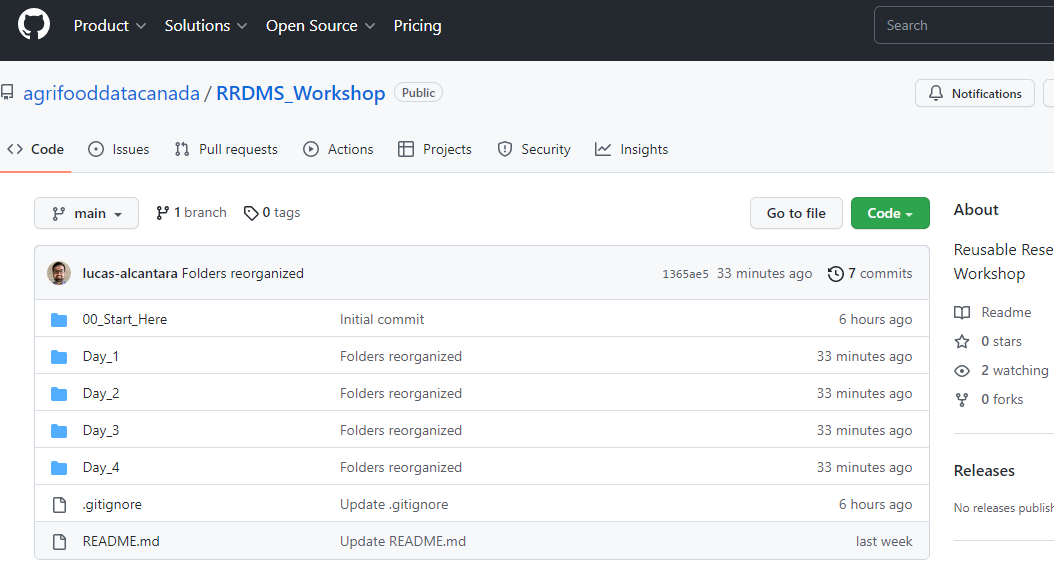 Product Solutions Open Source Pricing Search
agrifooddatacanada / RRDMS_Workshop Public Notifications
Code Issues Pull requests Actions Projects Security Insights
main 1 branch 0 tags Go to file Code
lucas-alcantara Folders reorganized 1365ae5 33 minutes ago 7 commits
00_Start_Here Initial commit 6 hours ago
Day_1 Folders reorganized 33 minutes ago
Day_2 Folders reorganized 33 minutes ago
Day_3 Folders reorganized 33 minutes ago
Day_4 Folders reorganized 33 minutes ago
.gitignore Update .gitignore 6 hours ago
README.md Update README.md last week
About
Reusable Rese
Workshop
Readme
0 stars
2 watching
0 forks
Releases
No releases publish